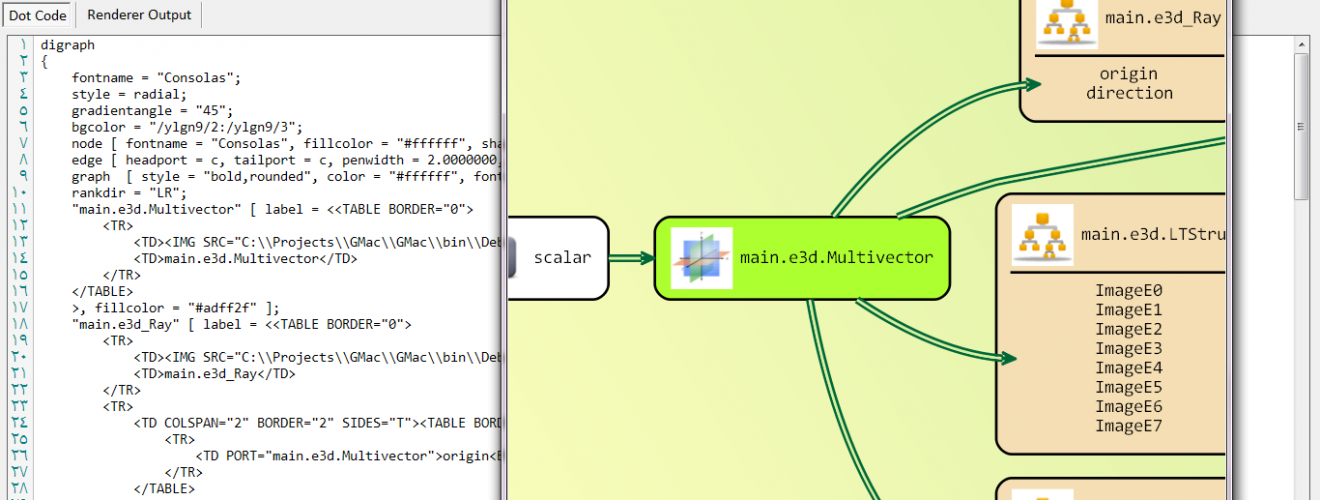 Dot Code
Renderer Output
١ digraph
٢ {
٣ fontname = "Consolas";
٤ style = radial;
٥ gradientangle = "45";
٦ bgcolor = "/ylgn9/2:/ylgn9/3";
٧ node [ fontname = "Consolas", fillcolor = "#ffffff", sha
٨ edge [ headport = c, tailport = c, penwidth = 2.0000000,
٩ graph [ style = "bold,rounded", color = "#ffffff", font
١٠ rankdir = "LR";
١١ "main.e3d.Multivector" [ label = <<TABLE BORDER="0">
١٢ <TR>
١٣ <TD><IMG SRC="C:\\Projects\\GMac\\GMac\\bin\\Deb
١٤ <TD>main.e3d.Multivector</TD>
١٥ </TR>
١٦ </TABLE>
١٧ >, fillcolor = "#adff2f" ];
١٨ "main.e3d_Ray" [ label = <<TABLE BORDER="0">
١٩ <TR>
٢٠ <TD><IMG SRC="C:\\Projects\\GMac\\GMac\\bin\\Deb
٢١ <TD>main.e3d_Ray</TD>
٢٢ </TR>
٢٣ <TR>
٢٤ <TD COLSPAN="2" BORDER="2" SIDES="T"><TABLE BORD
٢٥ <TR>
٢٦ <TD PORT="main.e3d.Multivector">origin<B
٢٧ </TR>
٢٨ </TABLE>
scalar
main.e3d.Multivector
main.e3d_Ray
origin
direction
main.e3d.LTStru
ImageE0
ImageE1
ImageE2
ImageE3
ImageE4
ImageE5
ImageE6
ImageE7